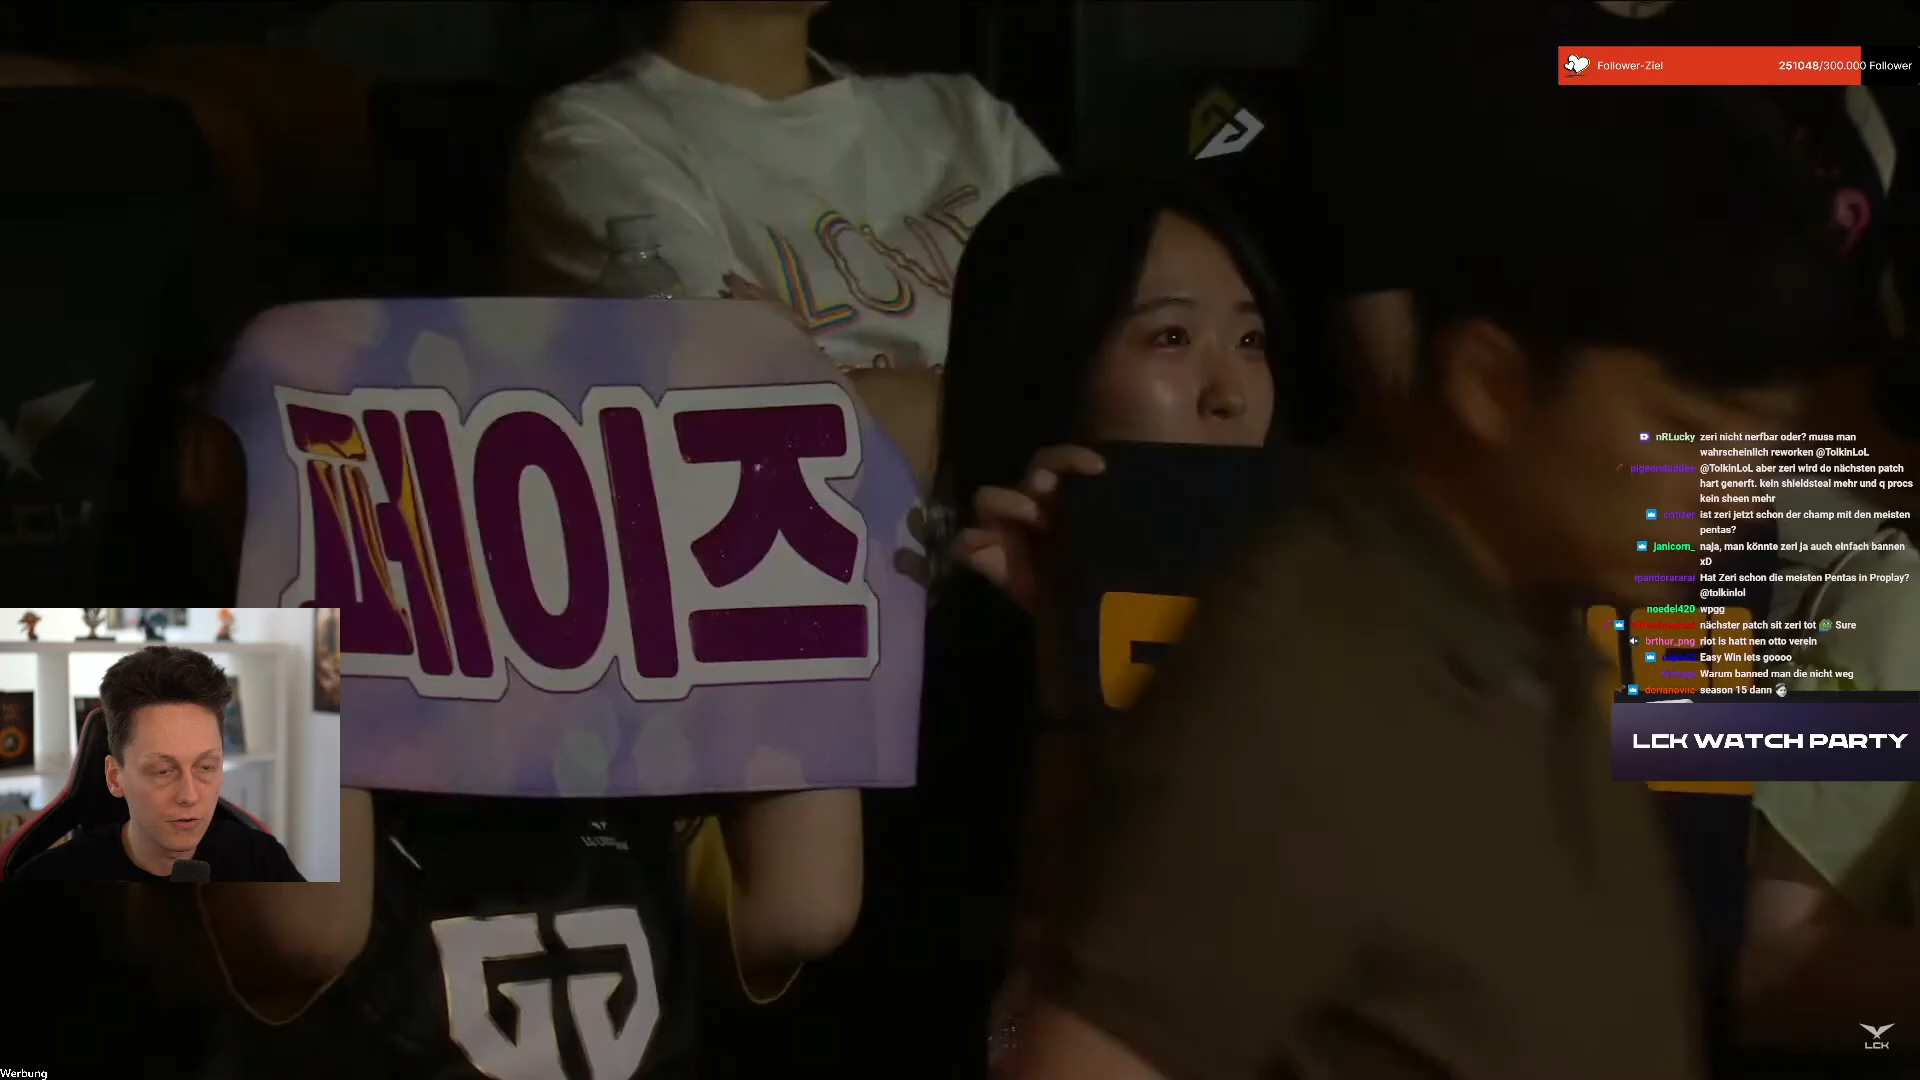 Follower-Ziel
251048/300.000 Follower
LOVE
페이즈
nRLucky zeri nicht nerfbar oder? muss man
wahrscheinlich reworken @TolkinLoL
pigeonduddee @TolkinLoL aber zeri wird do nächsten patch
hart generft. kein shieldsteal mehr und q procs
kein sheen mehr
ist zeri jetzt schon der champ mit den meisten
pentas?
janicorn_ naja, man könnte zeri ja auch einfach bannen
xD
Hat Zeri schon die meisten Pentas in Proplay?
@tolkinlol
noedel420 wpgg
nächster patch sit zeri tot Sure
brthur_png riot is hatt nen otto verein
Easy Win lets goooo
Warum banned man die nicht weg
dorianoviic season 15 dann
LCK WATCH PARTY
LCK
Werbung